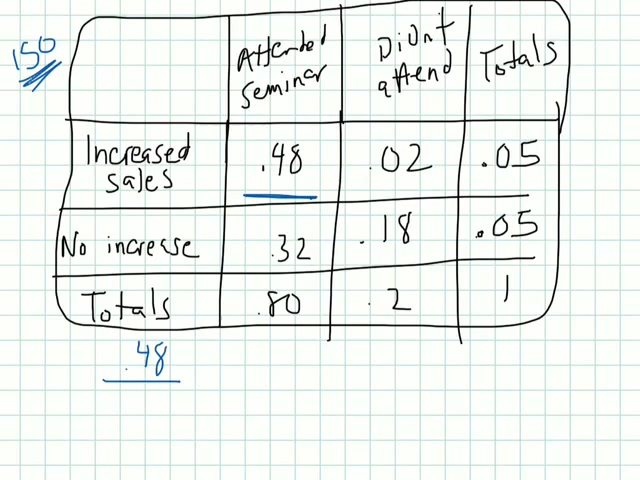 150
Attended seminar
Didnt attend
Totals
Increased sales
.48
.02
.05
No increase
.32
.18
.05
Totals
.80
.2
1
.48